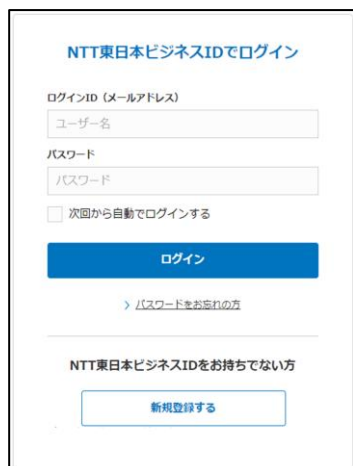 NTT東日本ビジネスIDでログイン
ログインID（メールアドレス）
ユーザー名
パスワード
パスワード
次回から自動でログインする
ログイン
> パスワードをお忘れの方
NTT東日本ビジネスIDをお持ちでない方
新規登録する